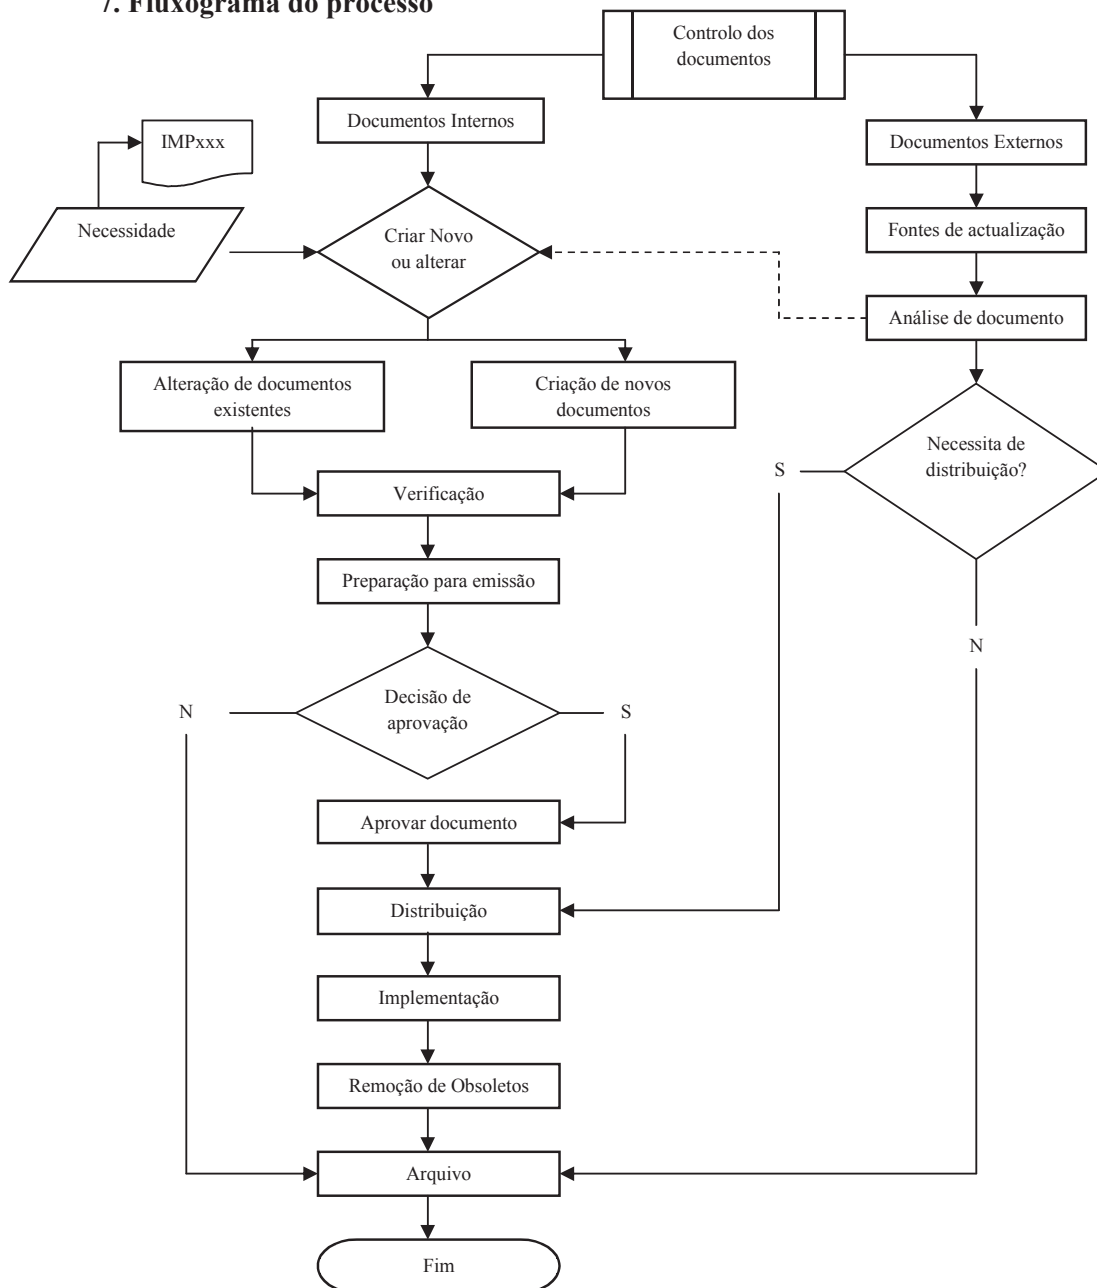 7. Fluxograma do processo
Controlo dos
documentos
Documentos Internos
IMPxxx
Documentos Externos
Necessidade
Criar Novo
ou alterar
Fontes de actualização
Análise de documento
Alteração de documentos
existentes
Criação de novos
documentos
Necessita de
distribuição?
S
Verificação
Preparação para emissão
N
Decisão de
aprovação
N
S
Aprovar documento
Distribuição
Implementação
Remoção de Obsoletos
Arquivo
Fim